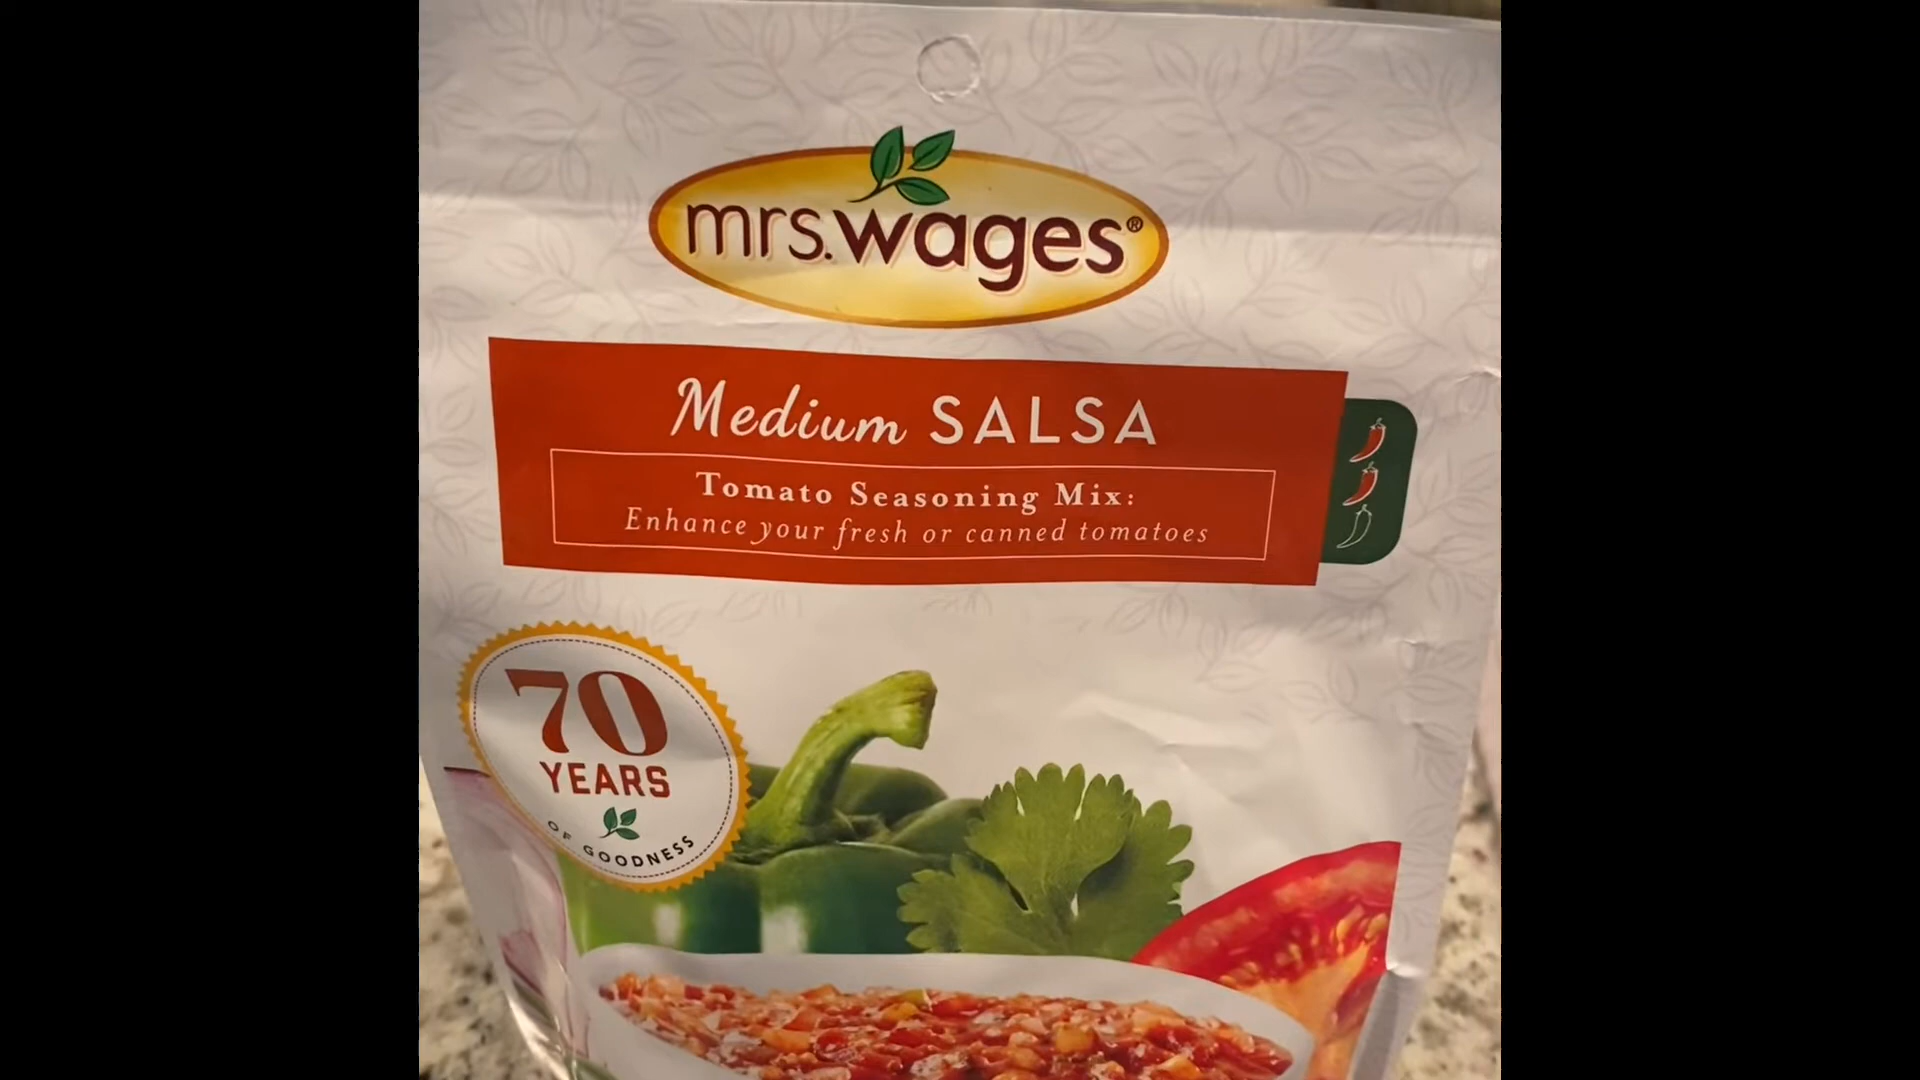 mrs.wages®
Medium SALSA
Tomato Seasoning Mix:
Enhance your fresh or canned tomatoes
70
YEARS
OF GOODNESS